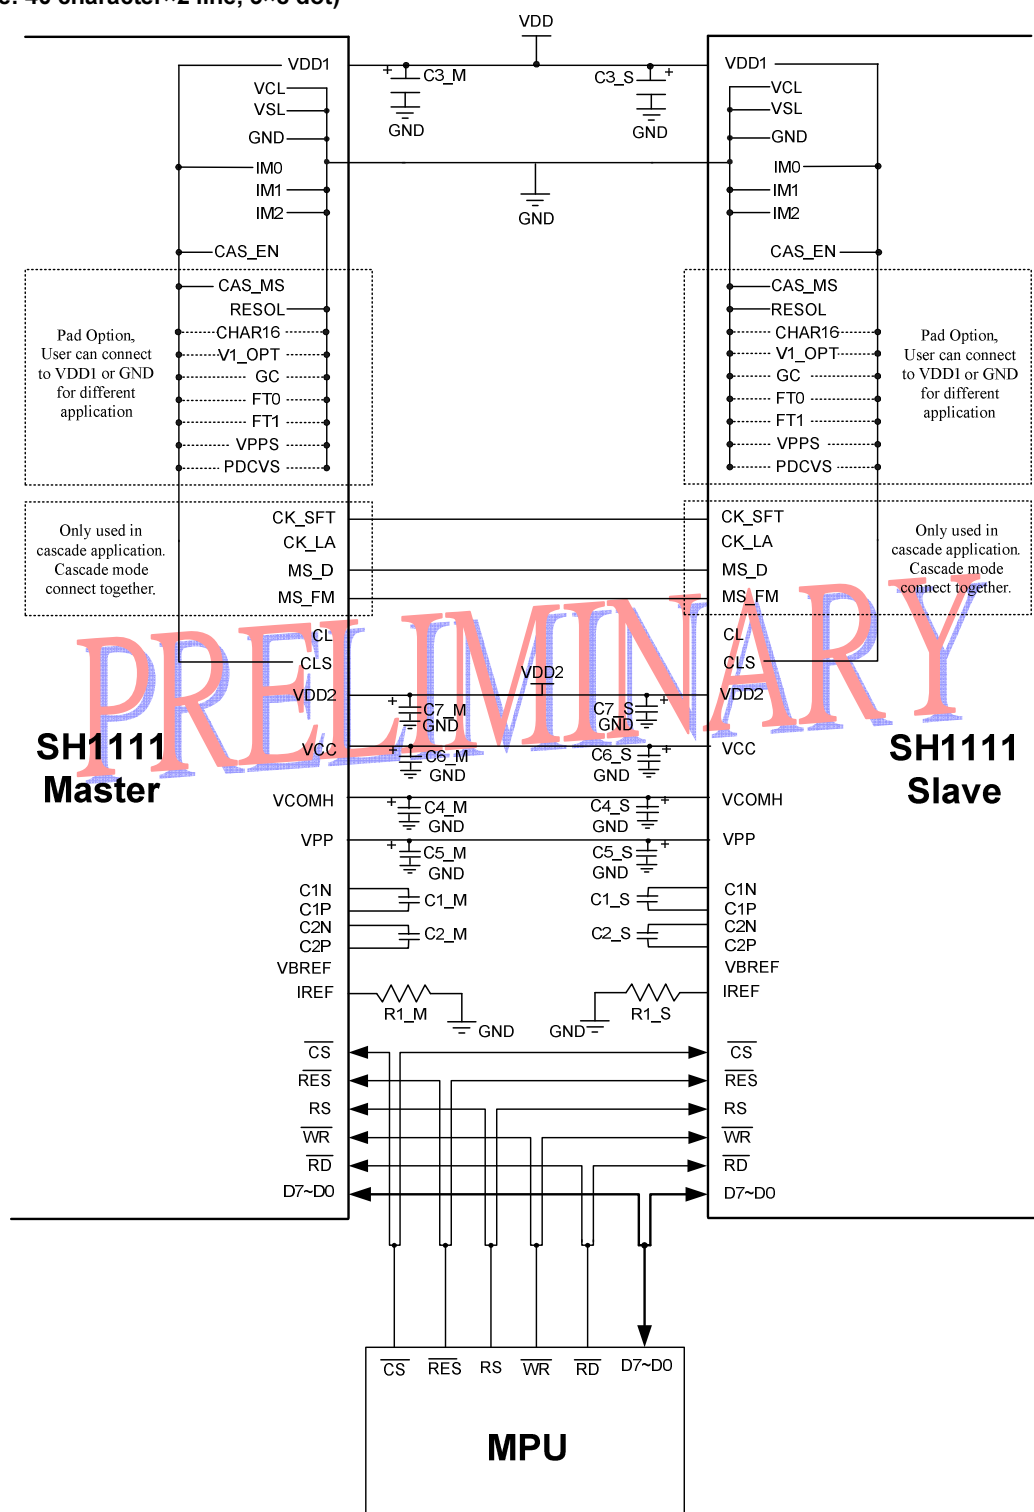 VDD
VDD1
C3_M
C3_S
VDD1
GND
GND
VCL
VSL
GND
IM0
IM1
IM2
CAS_EN
VCL
VSL
GND
IM0
IM1
IM2
CAS_EN
GND
Pad Option,
User can connect
to VDD1 or GND
for different
application
CAS_MS
RESOL
CHAR16
V1_OPT
GC
FT0
FT1
VPPS
PDCVS
CAS_MS
RESOL
CHAR16
V1_OPT
GC
FT0
FT1
VPPS
PDCVS
Pad Option,
User can connect
to VDD1 or GND
for different
application
Only used in
cascade application.
Cascade mode
connect together.
CK_SFT
CK_LA
MS_D
MS_FM
CK_SFT
CK_LA
MS_D
MS_FM
Only used in
cascade application.
Cascade mode
connect together.
PRELIMINARY
CL
CLS
VDD2
VDD2
CL
CLS
VDD2
C7_M
GND
C7_S
GND
SH1111
Master
SH1111
Slave
VCC
C6_M
GND
C6_S
GND
VCC
VCOMH
C4_M
GND
C4_S
GND
VCOMH
VPP
C5_M
GND
C5_S
GND
VPP
C1N
C1P
C1_M
C1_S
C1N
C1P
C2N
C2P
C2_M
C2_S
C2N
C2P
VBREF
VBREF
IREF
R1_M
GND
GND
R1_S
IREF
CS
CS
RES
RES
RS
RS
WR
WR
RD
RD
D7~D0
D7~D0
CS RES RS WR RD D7~D0
MPU